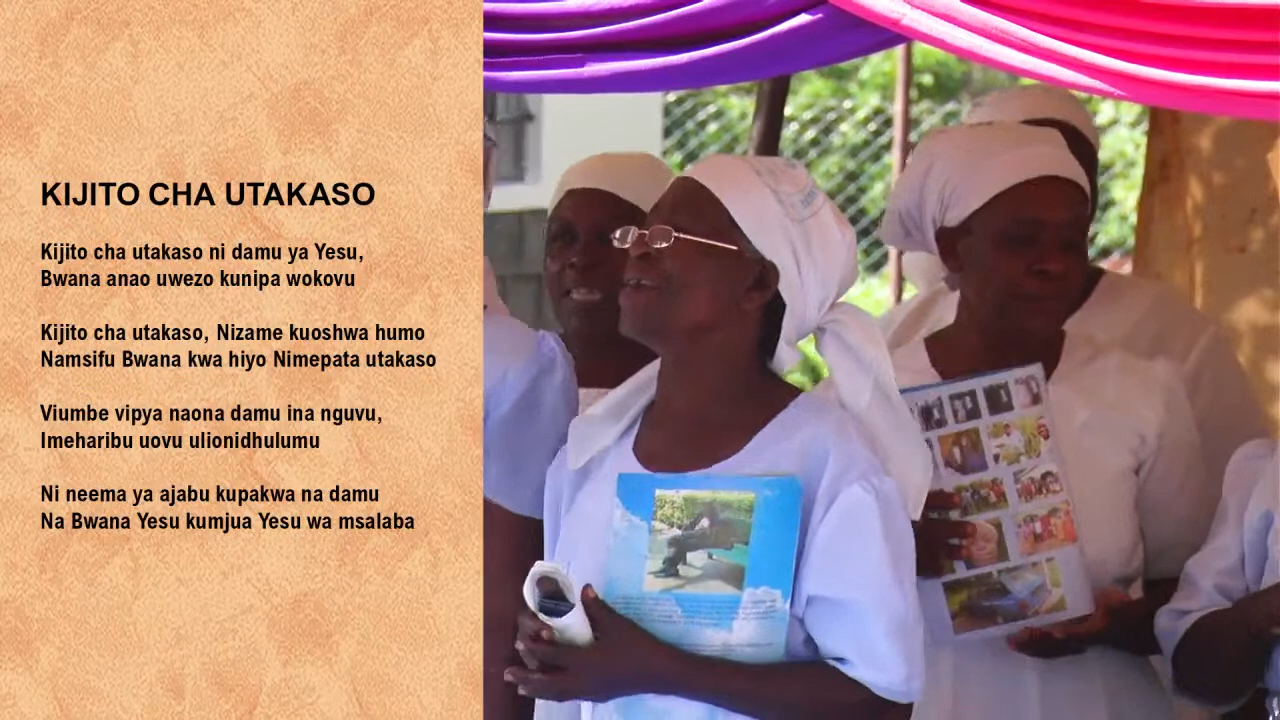 KIJITO CHA UTAKASO
Kijito cha utakaso ni damu ya Yesu,
Bwana anao uwezo kunipa wokovu
Kijito cha utakaso, Nizame kuoshwa humo
Namsifu Bwana kwa hiyo Nimepata utakaso
Viumbe vipya naona damu ina nguvu,
Imeharibu uovu ulionidhulumu
Ni neema ya ajabu kupakwa na damu
Na Bwana Yesu kumjua Yesu wa msalaba